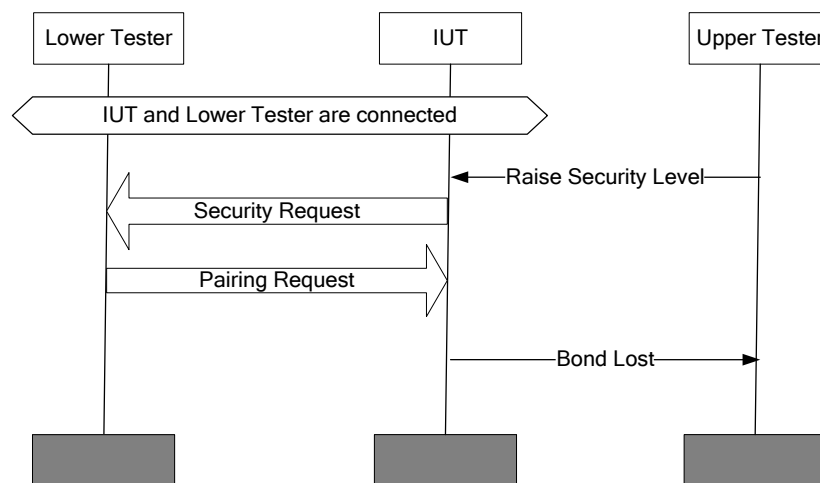 Lower Tester
IUT
Upper Tester
IUT and Lower Tester are connected
Raise Security Level
Security Request
Pairing Request
Bond Lost